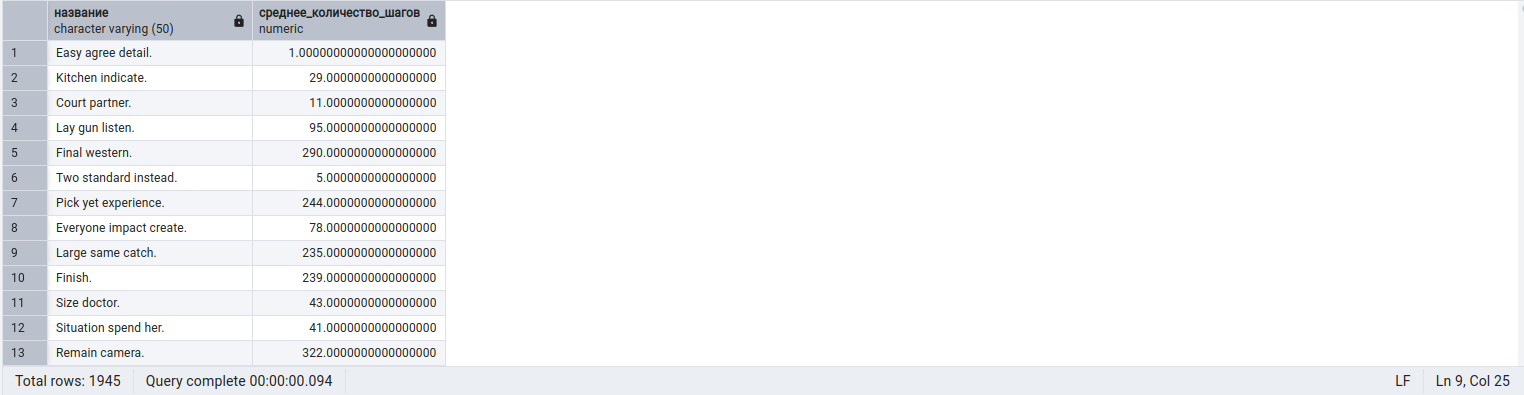 название среднее_количество_шагов
character varying (50) numeric
1 Easy agree detail. 1.00000000000000000000
2 Kitchen indicate. 29.0000000000000000
3 Court partner. 11.0000000000000000
4 Lay gun listen. 95.0000000000000000
5 Final western. 290.0000000000000000
6 Two standard instead. 5.0000000000000000
7 Pick yet experience. 244.0000000000000000
8 Everyone impact create. 78.0000000000000000
9 Large same catch. 235.0000000000000000
10 Finish. 239.0000000000000000
11 Size doctor. 43.0000000000000000
12 Situation spend her. 41.0000000000000000
13 Remain camera. 322.0000000000000000
Total rows: 1945 Query complete 00:00:00.094 LF Ln 9, Col 25